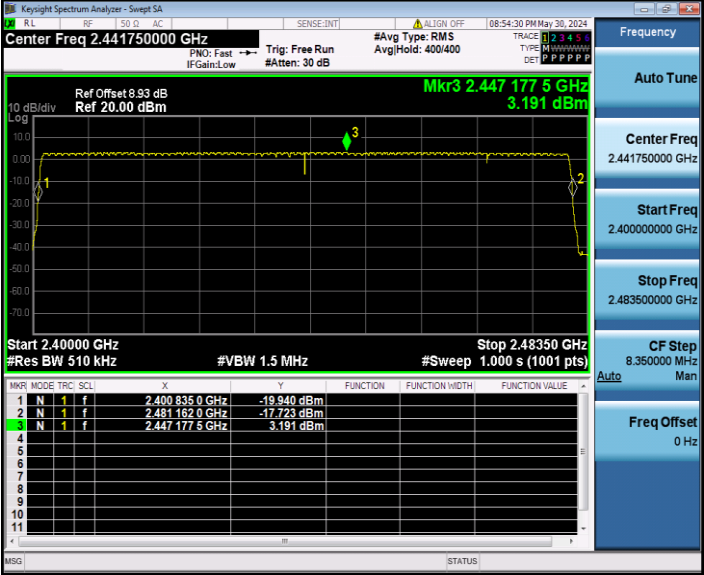 Keysight Spectrum Analyzer - Swept SA
RL RF 50 Ω AC SENSE:INT ALIGN OFF 08:54:30 PM May 30, 2024
Center Freq 2.441750000 GHz
PNO: Fast
IFGain:Low
Trig: Free Run
#Atten: 30 dB
#Avg Type: RMS
Avg|Hold: 400/400
TRACE 1 2 3 4 5 6
TYPE M W W W W W
DET P P P P P P
Ref Offset 8.93 dB
10 dB/div Ref 20.00 dBm
Log
Mkr3 2.447 177 5 GHz
3.191 dBm
10.0
0.00
-10.0
-20.0
-30.0
-40.0
-50.0
-60.0
-70.0
1
3
2
Start 2.40000 GHz Stop 2.48350 GHz
#Res BW 510 kHz #VBW 1.5 MHz #Sweep 1.000 s (1001 pts)
MKR MODE TRC SCL X Y FUNCTION FUNCTION WIDTH FUNCTION VALUE
1 N 1 f 2.400 835 0 GHz -19.940 dBm
2 N 1 f 2.481 162 0 GHz -17.723 dBm
3 N 1 f 2.447 177 5 GHz 3.191 dBm
4
5
6
7
8
9
10
11
MSG STATUS
Frequency
Auto Tune
Center Freq
2.441750000 GHz
Start Freq
2.400000000 GHz
Stop Freq
2.483500000 GHz
CF Step
8.350000 MHz
Auto Man
Freq Offset
0 Hz